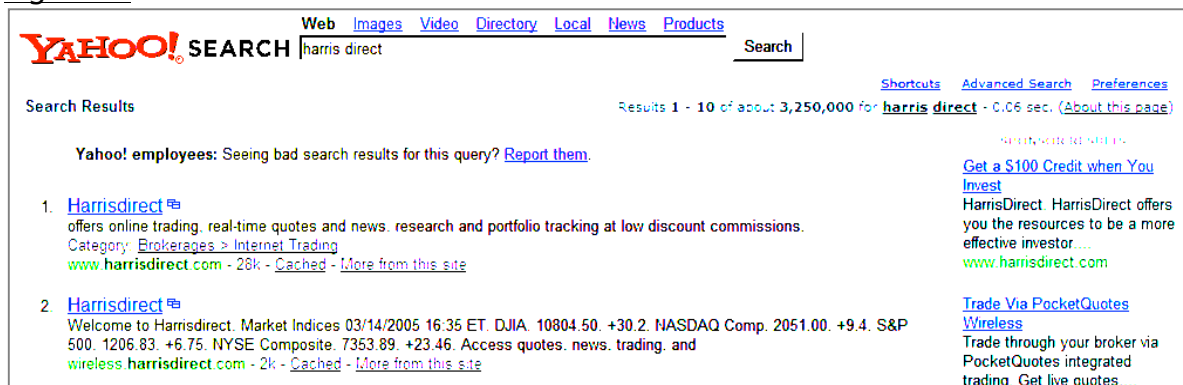 Web Images Video Directory Local News Products
YAHOO! SEARCH harris direct Search
Shortcuts Advanced Search Preferences
Search Results Results 1 - 10 of about 3,250,000 for harris direct - 0.06 sec. (About this page)
Yahoo! employees: Seeing bad search results for this query? Report them.
1. Harrisdirect
offers online trading. real-time quotes and news. research and portfolio tracking at low discount commissions.
Category: Brokerages > Internet Trading
www.harrisdirect.com - 28k - Cached - More from this site
2. Harrisdirect
Welcome to Harrisdirect. Market Indices 03/14/2005 16:35 ET. DJIA. 10804.50. +30.2. NASDAQ Comp. 2051.00. +9.4. S&P
500. 1206.83. +6.75. NYSE Composite. 7353.89. +23.46. Access quotes. news. trading. and
wireless.harrisdirect.com - 2k - Cached - More from this site
SPONSOR RESULTS
Get a $100 Credit when You
Invest
HarrisDirect. HarrisDirect offers
you the resources to be a more
effective investor....
www.harrisdirect.com
Trade Via PocketQuotes
Wireless
Trade through your broker via
PocketQuotes integrated
trading. Get live quotes....